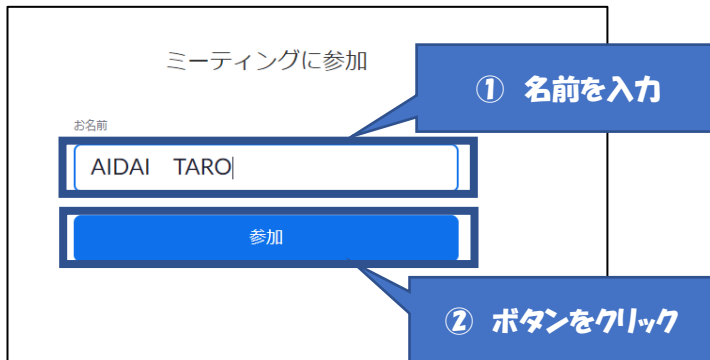 ミーティングに参加
① 名前を入力
お名前
AIDAI　TARO
参加
② ボタンをクリック